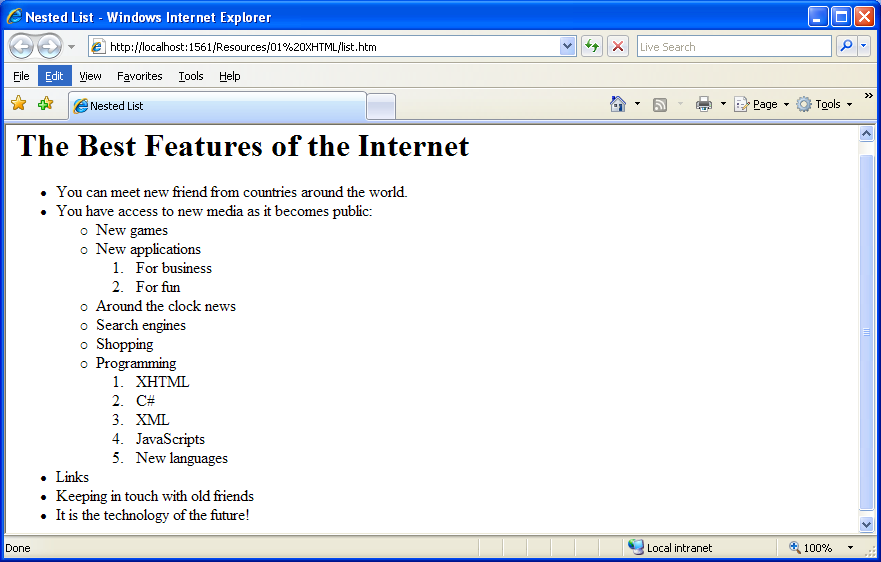 Nested List - Windows Internet Explorer
http://localhost:1561/Resources/01%20XHTML/list.htm
Live Search
File Edit View Favorites Tools Help
Nested List
Page Tools »
The Best Features of the Internet
• You can meet new friend from countries around the world.
• You have access to new media as it becomes public:
○ New games
○ New applications
1. For business
2. For fun
○ Around the clock news
○ Search engines
○ Shopping
○ Programming
1. XHTML
2. C#
3. XML
4. JavaScripts
5. New languages
• Links
• Keeping in touch with old friends
• It is the technology of the future!
Done Local intranet 100%